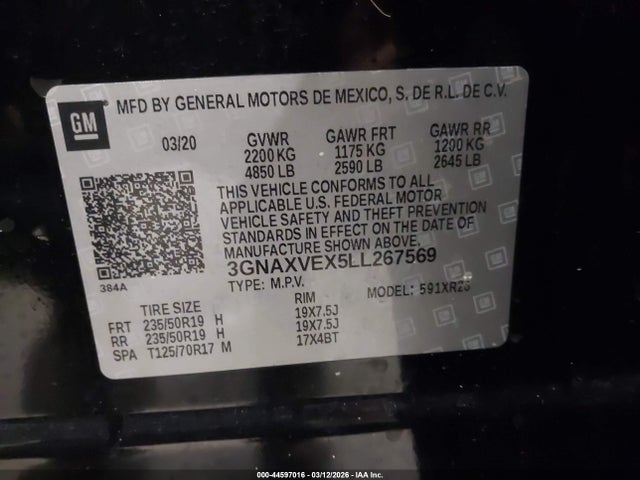 GM
MFD BY GENERAL MOTORS DE MEXICO, S. DE R.L. DE C.V.
03/20 GVWR GAWR FRT GAWR RR
2200 KG 1175 KG 1200 KG
4850 LB 2590 LB 2645 LB
THIS VEHICLE CONFORMS TO ALL
APPLICABLE U.S. FEDERAL MOTOR
VEHICLE SAFETY AND THEFT PREVENTION
STANDARDS IN EFFECT ON THE DATE OF
MANUFACTURE SHOWN ABOVE.
384A
3GNAXVEX5LL267569
TYPE: M.P.V. MODEL: 591XR26
TIRE SIZE RIM
FRT 235/50R19 H 19X7.5J
RR 235/50R19 H 19X7.5J
SPA T125/70R17 M 17X4BT
000-44597016 | 03/12/2026 | IAA Inc.